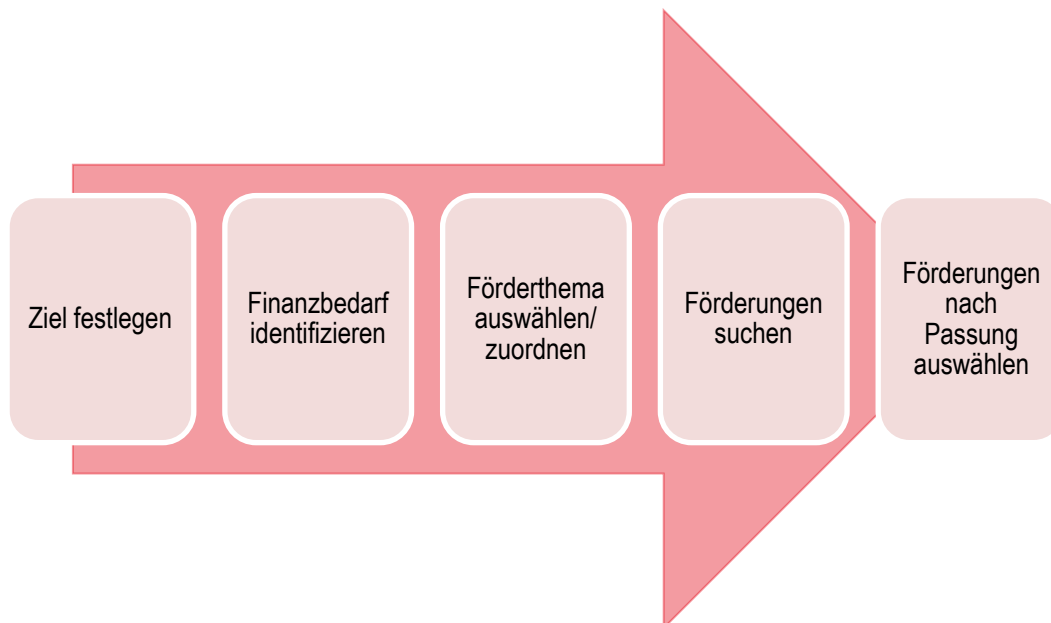 Ziel festlegen
Finanzbedarf
identifizieren
Förderthema
auswählen/
zuordnen
Förderungen
suchen
Förderungen
nach
Passung
auswählen